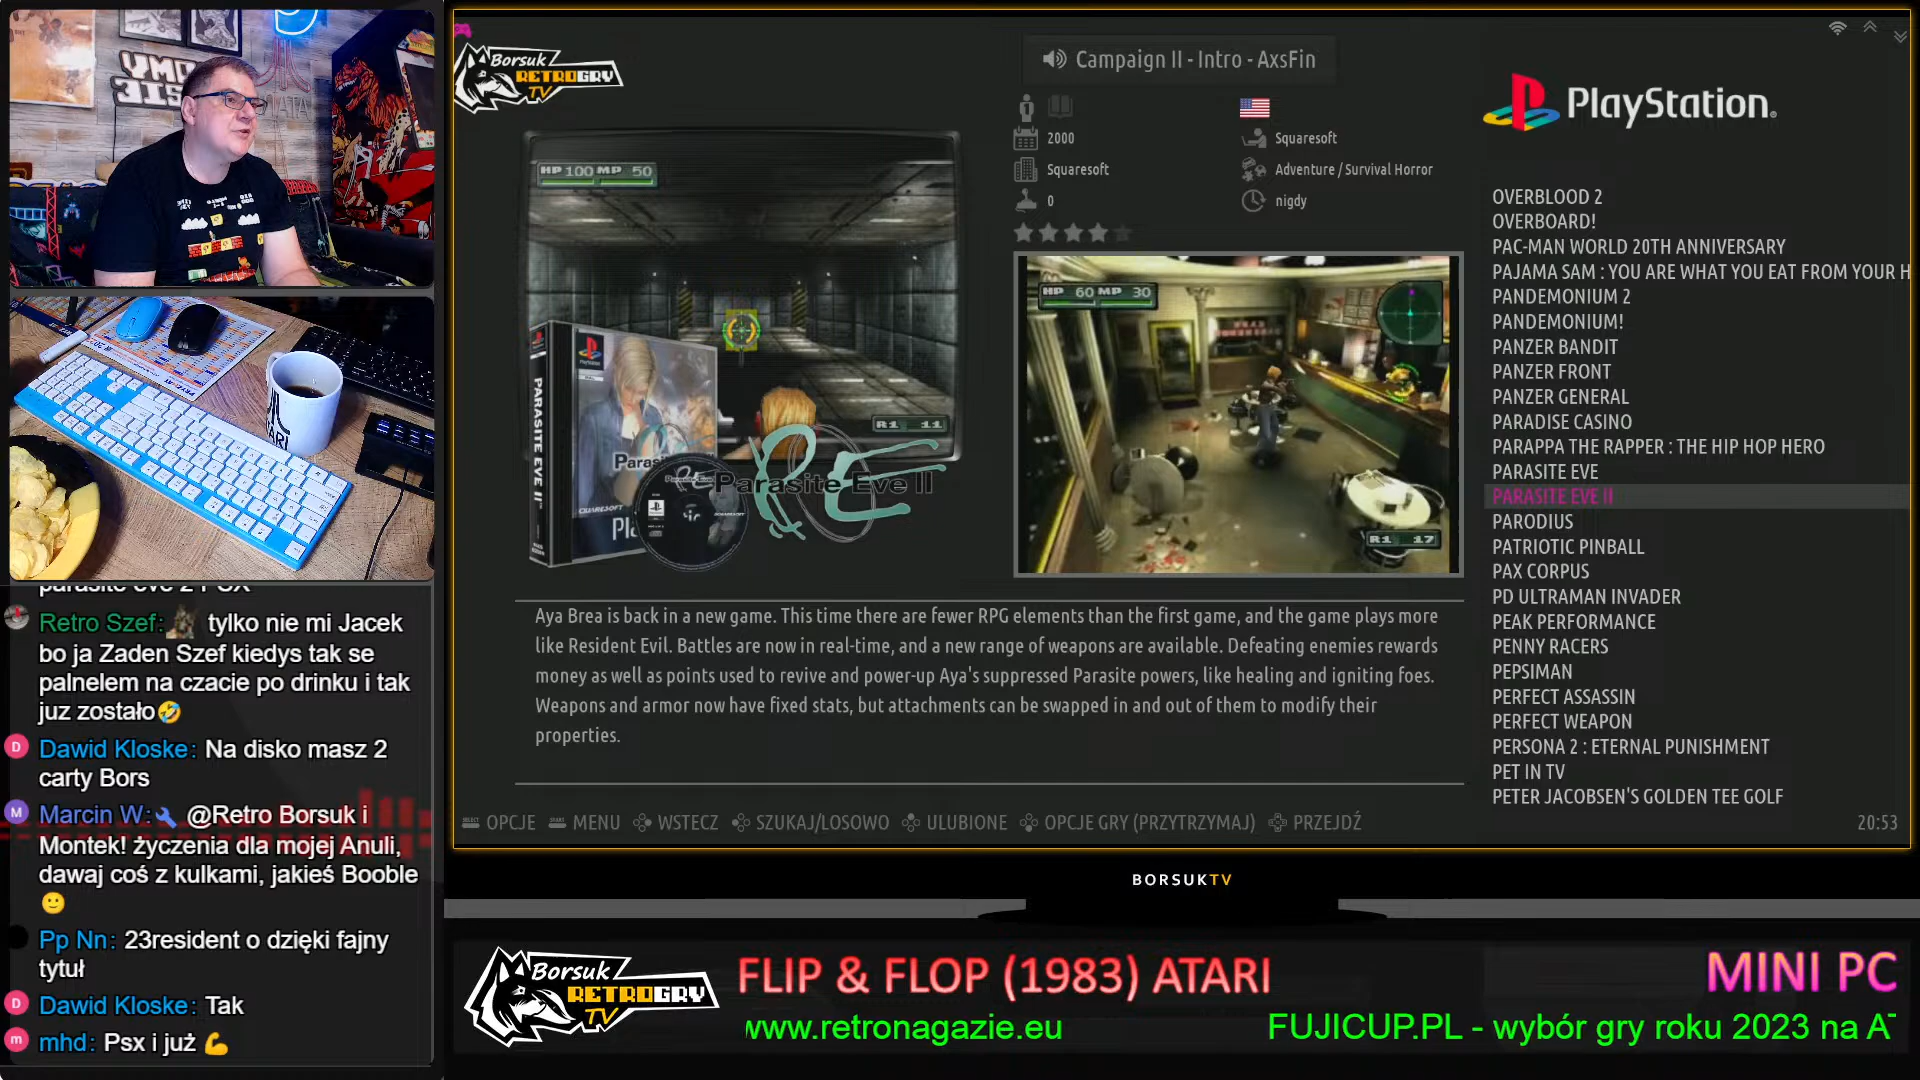 Borsuk
RETROGRY
TV
Campaign II - Intro - AxsFin
2000
Squaresoft
Squaresoft
Adventure / Survival Horror
0
nigdy
PlayStation
HP 100 MP 50
R1 11
PARASITE EVE II
Parasite Eve II
HP 60 MP 30
R1 17
OVERBLOOD 2
OVERBOARD!
PAC-MAN WORLD 20TH ANNIVERSARY
PAJAMA SAM : YOU ARE WHAT YOU EAT FROM YOUR H
PANDEMONIUM 2
PANDEMONIUM!
PANZER BANDIT
PANZER FRONT
PANZER GENERAL
PARADISE CASINO
PARAPPA THE RAPPER : THE HIP HOP HERO
PARASITE EVE
PARASITE EVE II
PARODIUS
PATRIOTIC PINBALL
PAX CORPUS
PD ULTRAMAN INVADER
PEAK PERFORMANCE
PENNY RACERS
PEPSIMAN
PERFECT ASSASSIN
PERFECT WEAPON
PERSONA 2 : ETERNAL PUNISHMENT
PET IN TV
PETER JACOBSEN'S GOLDEN TEE GOLF
Aya Brea is back in a new game. This time there are fewer RPG elements than the first game, and the game plays more
like Resident Evil. Battles are now in real-time, and a new range of weapons are available. Defeating enemies rewards
money as well as points used to revive and power-up Aya's suppressed Parasite powers, like healing and igniting foes.
Weapons and armor now have fixed stats, but attachments can be swapped in and out of them to modify their
properties.
OPCJE MENU WSTECZ SZUKAJ/LOSOWO ULUBIONE OPCJE GRY (PRZYTRZYMAJ) PRZEJDŹ
20:53
parasite eve 2 PSX
Retro Szef: tylko nie mi Jacek
bo ja Zaden Szef kiedys tak se
palnelem na czacie po drinku i tak
juz zostało🤣
Dawid Kloske: Na disko masz 2
carty Bors
Marcin W: @Retro Borsuk i
Montek! życzenia dla mojej Anuli,
dawaj coś z kulkami, jakieś Booble
🙂
Pp Nn: 23resident o dzięki fajny
tytuł
Dawid Kloske: Tak
mhd: Psx i już 💪
BORSUKTV
Borsuk
RETROGRY
TV
FLIP & FLOP (1983) ATARI
MINI PC
www.retronagazie.eu
FUJICUP.PL - wybór gry roku 2023 na AT